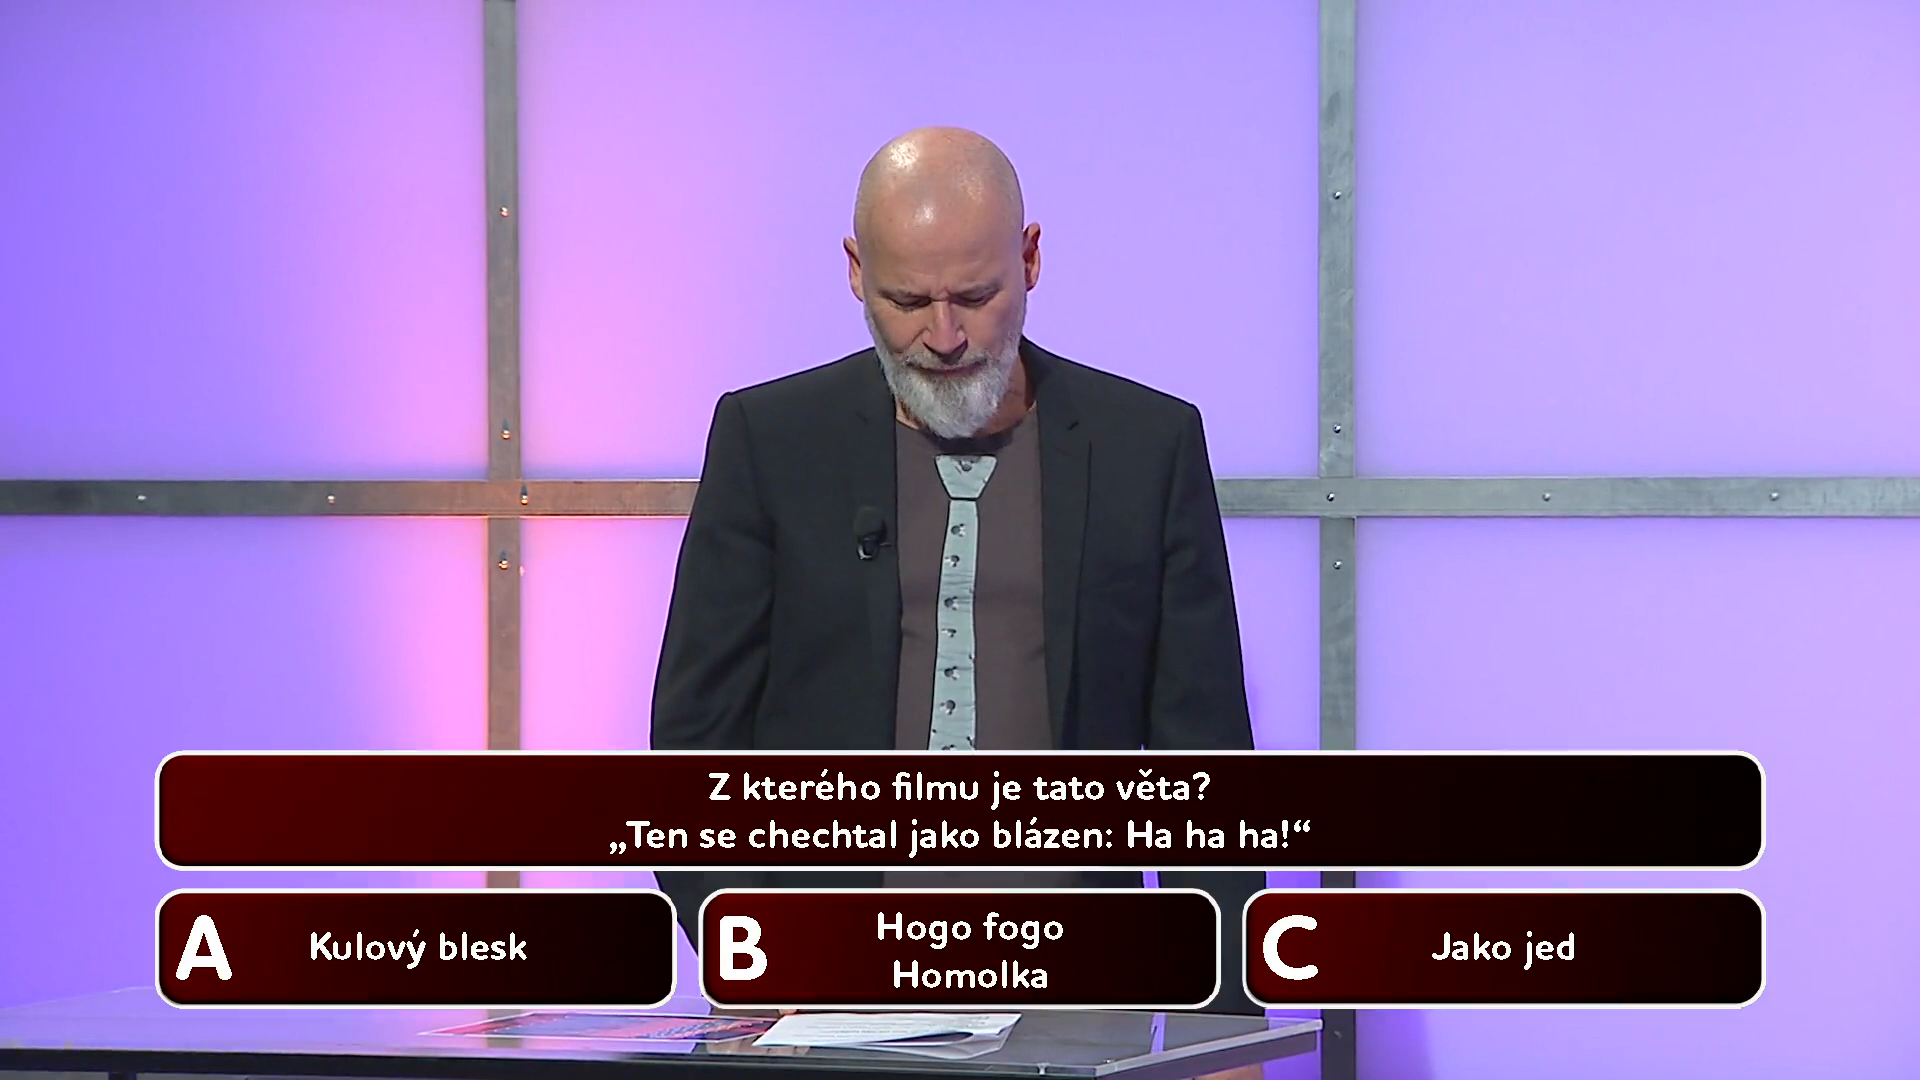 Z kterého filmu je tato věta?
„Ten se chechtal jako blázen: Ha ha ha!“
A Kulový blesk
B Hogo fogo
Homolka
C Jako jed